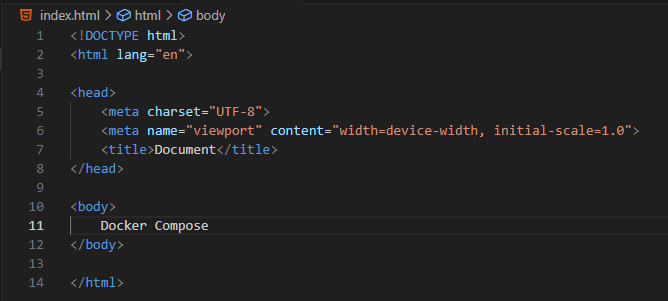 index.html > html > body
1 <!DOCTYPE html>
2 <html lang="en">
3
4 <head>
5     <meta charset="UTF-8">
6     <meta name="viewport" content="width=device-width, initial-scale=1.0">
7     <title>Document</title>
8 </head>
9
10 <body>
11     Docker Compose
12 </body>
13
14 </html>